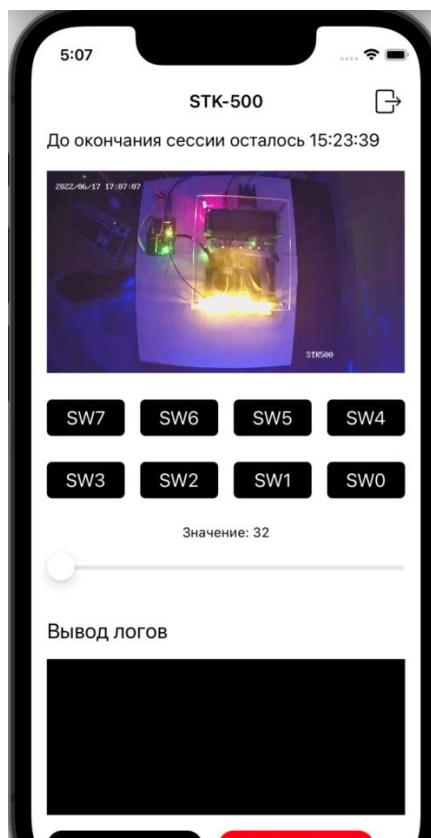 5:07
STK-500
До окончания сессии осталось 15:23:39
2022/06/17 17:07:07
STK500
SW7 SW6 SW5 SW4
SW3 SW2 SW1 SW0
Значение: 32
Вывод логов